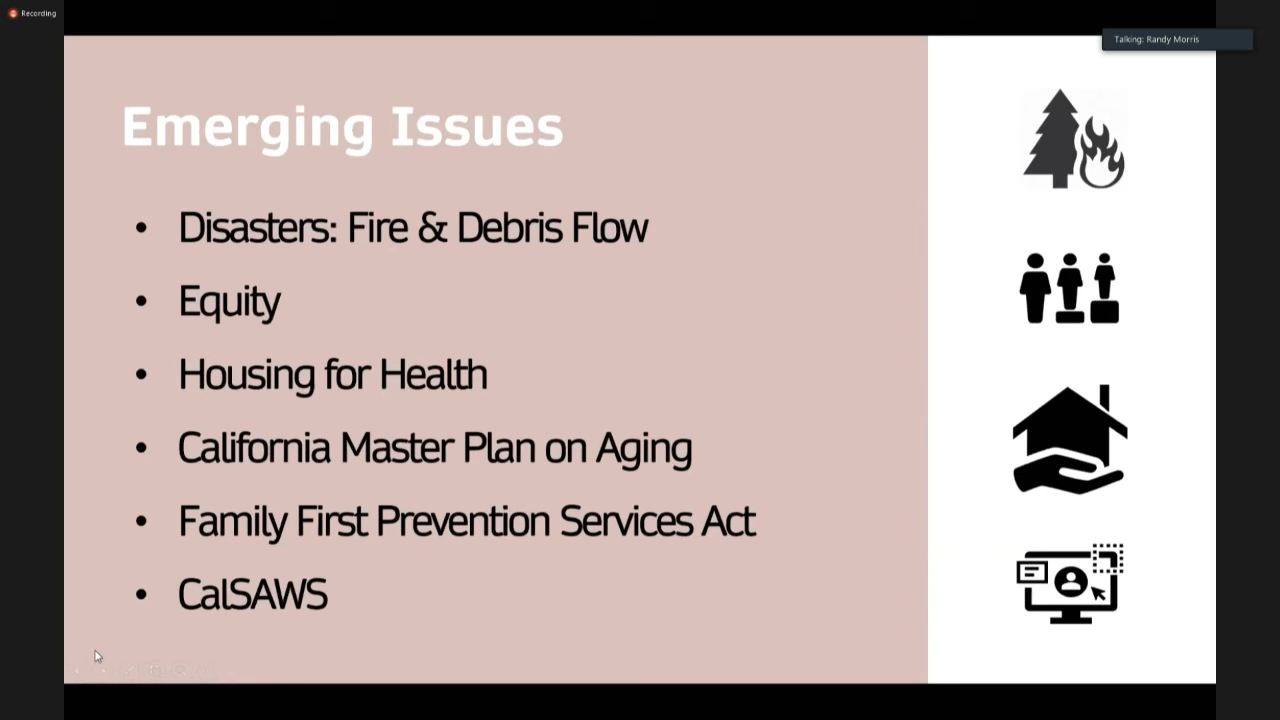 Recording
Talking: Randy Morris
Emerging Issues
• Disasters: Fire & Debris Flow
• Equity
• Housing for Health
• California Master Plan on Aging
• Family First Prevention Services Act
• CalSAWS